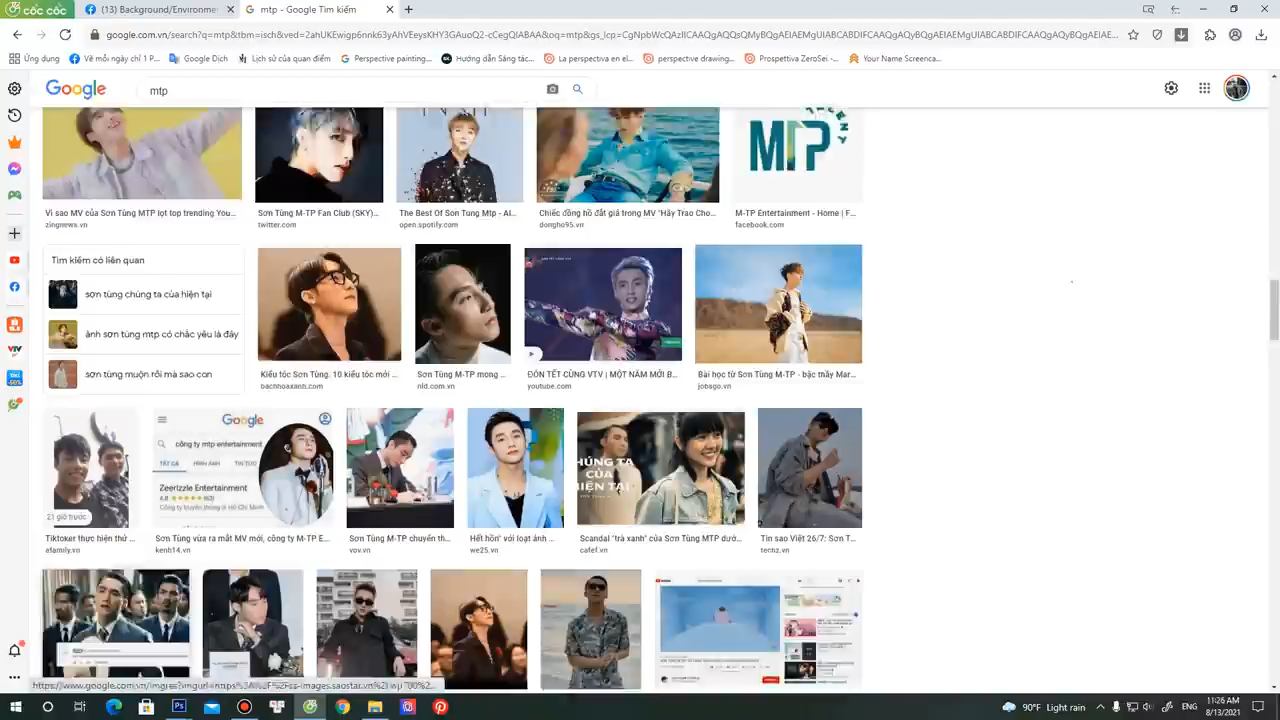 cốc cốc
(13) Background/Environme
mtp - Google Tìm kiếm
google.com.vn/search?q=mtp&tbm=isch&ved=2ahUKEwigp6nnk63yAhVEeysKHY3GAuoQ2-cCegQIABAA&oq=mtp&gs_lcp=CgNpbWcQAzIICAAQgAQQsQMyBQgAEIAEMgUIABCABDIFCAAQgAQyBQgAEIAEMgUIABCABDIFCAAQgAQyBQgAEIAE...
Ứng dụng
Vẽ mỗi ngày chỉ 1 P...
Google Dịch
Lịch sử của quan điểm
Perspective painting...
Hướng dẫn Sáng tác...
La perspectiva en el...
perspective drawing...
Prospettiva ZeroSei -...
Your Name Screenca...
Google
mtp
MTP
Vì sao MV của Sơn Tùng MTP lọt top trending You...
zingnews.vn
Sơn Tùng M-TP Fan Club (SKY)...
twitter.com
The Best Of Son Tung Mtp - Al...
open.spotify.com
Chiếc đồng hồ đắt giá trong MV "Hãy Trao Cho...
dongho95.vn
M-TP Entertainment - Home | F...
facebook.com
Tìm kiếm có liên quan
sơn tùng chúng ta của hiện tại
ảnh sơn tùng mtp có chắc yêu là đây
sơn tùng muộn rồi mà sao con
Kiểu tóc Sơn Tùng: 10 kiểu tóc mới ...
bachhoaxanh.com
Sơn Tùng M-TP mong ...
nld.com.vn
ĐÓN TẾT CÙNG VTV | MỘT NĂM MỚI B...
youtube.com
Bài học từ Sơn Tùng M-TP - bậc thầy Mar...
jobsgo.vn
21 giờ trước
Google
công ty mtp entertainment
TẤT CẢ
HÌNH ẢNH
TIN TỨC
Zeerizzle Entertainment
4,8 ★★★★★ (63)
Công ty truyền thông ở Hồ Chí Minh
CHÚNG TA
CỦA
HIỆN TẠI
Tiktoker thực hiện thử ...
afamily.vn
Sơn Tùng vừa ra mắt MV mới, công ty M-TP E...
kenh14.vn
Sơn Tùng M-TP chuyển th...
vov.vn
Hết hồn" với loạt ảnh ...
we25.vn
Scandal "trà xanh" của Sơn Tùng MTP dướ...
cafef.vn
Tin sao Việt 26/7: Sơn T...
ENG
90°F Light rain
11:26 AM
8/13/2021